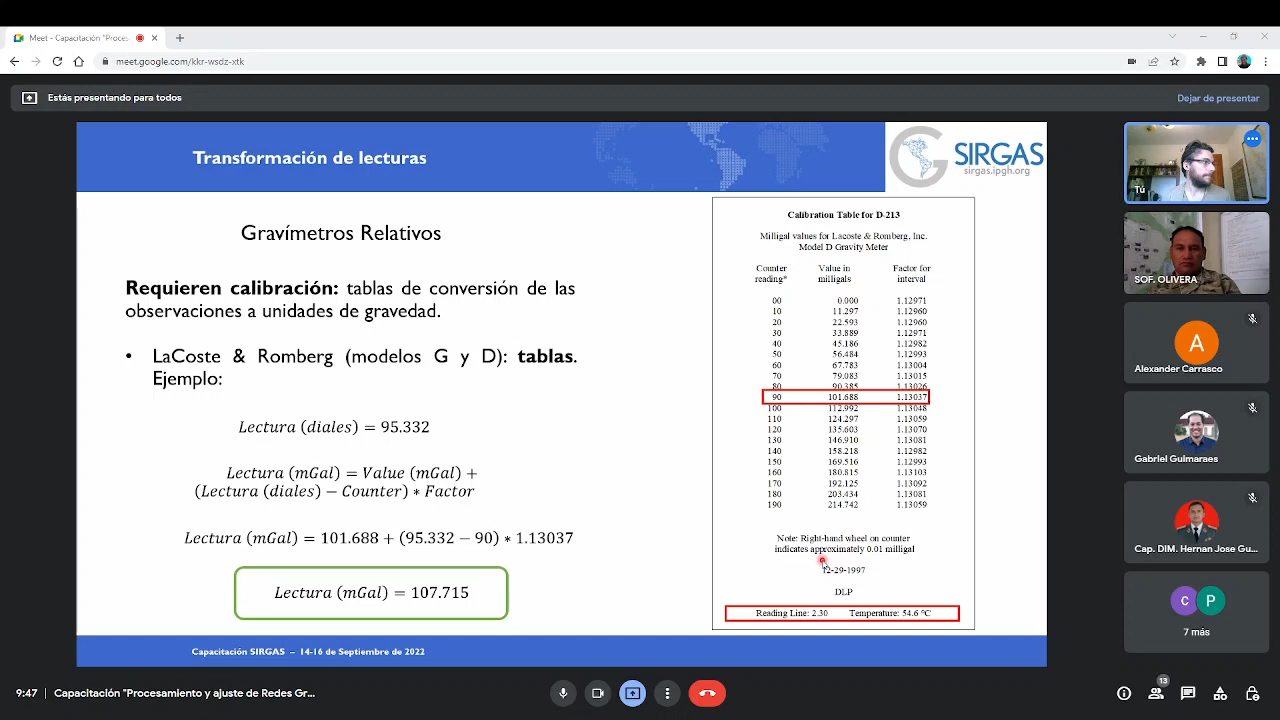 Meet - Capacitación "Proces
meet.google.com/kkr-wsdz-xtk
Estás presentando para todos
Dejar de presentar
Transformación de lecturas
SIRGAS
sirgas.ipgh.org
Gravímetros Relativos
Requieren calibración: tablas de conversión de las
observaciones a unidades de gravedad.
• LaCoste & Romberg (modelos G y D): tablas.
Ejemplo:
Lectura (diales) = 95.332
Lectura (mGal) = Value (mGal) +
(Lectura (diales) − Counter) * Factor
Lectura (mGal) = 101.688 + (95.332 − 90) * 1.13037
Lectura (mGal) = 107.715
Calibration Table for D-213
Milligal values for Lacoste & Romberg, Inc.
Model D Gravity Meter
Counter Value in Factor for
reading* milligals interval
00 0.000 1.12971
10 11.297 1.12960
20 22.593 1.12960
30 33.889 1.12971
40 45.186 1.12982
50 56.484 1.12993
60 67.783 1.13004
70 79.083 1.13015
80 90.385 1.13026
90 101.688 1.13037
100 112.992 1.13048
110 124.297 1.13059
120 135.603 1.13070
130 146.910 1.13081
140 158.218 1.12982
150 169.516 1.12993
160 180.815 1.13103
170 192.125 1.13092
180 203.434 1.13081
190 214.742 1.13059
Note: Right-hand wheel on counter
indicates approximately 0.01 milligal
12-29-1997
DLP
Reading Line: 2.30 Temperature: 54.6 °C
Capacitación SIRGAS – 14-16 de Septiembre de 2022
Tú
SOF. OLIVERA
A
Alexander Carrasco
Gabriel Guimaraes
Cap. DIM. Hernan Jose Gu...
C P
7 más
9:47 | Capacitación "Procesamiento y ajuste de Redes Gr...
13